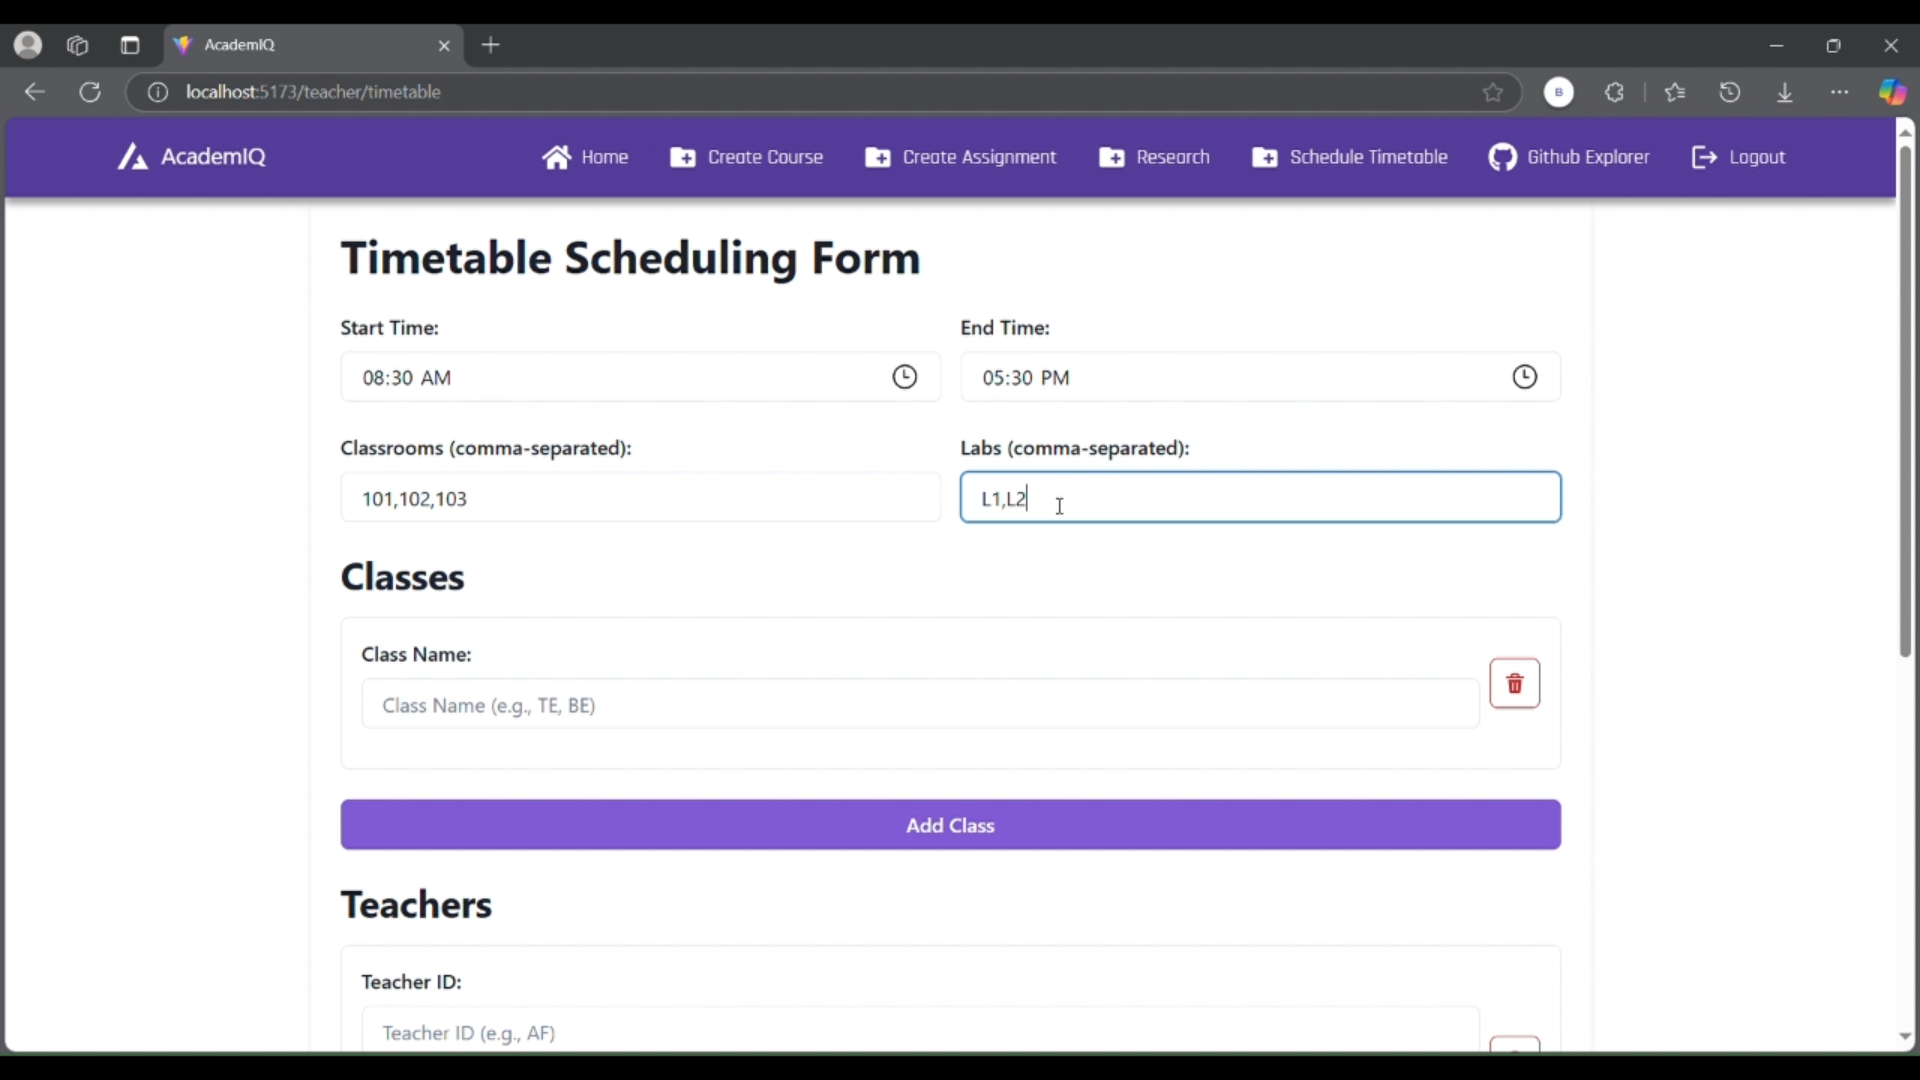 AcademIQ
localhost:5173/teacher/timetable
B
AcademIQ Home Create Course Create Assignment Research Schedule Timetable Github Explorer Logout
Timetable Scheduling Form
Start Time: End Time:
08:30 AM 05:30 PM
Classrooms (comma-separated): Labs (comma-separated):
101,102,103 L1,L2
Classes
Class Name:
Class Name (e.g., TE, BE)
Add Class
Teachers
Teacher ID:
Teacher ID (e.g., AF)